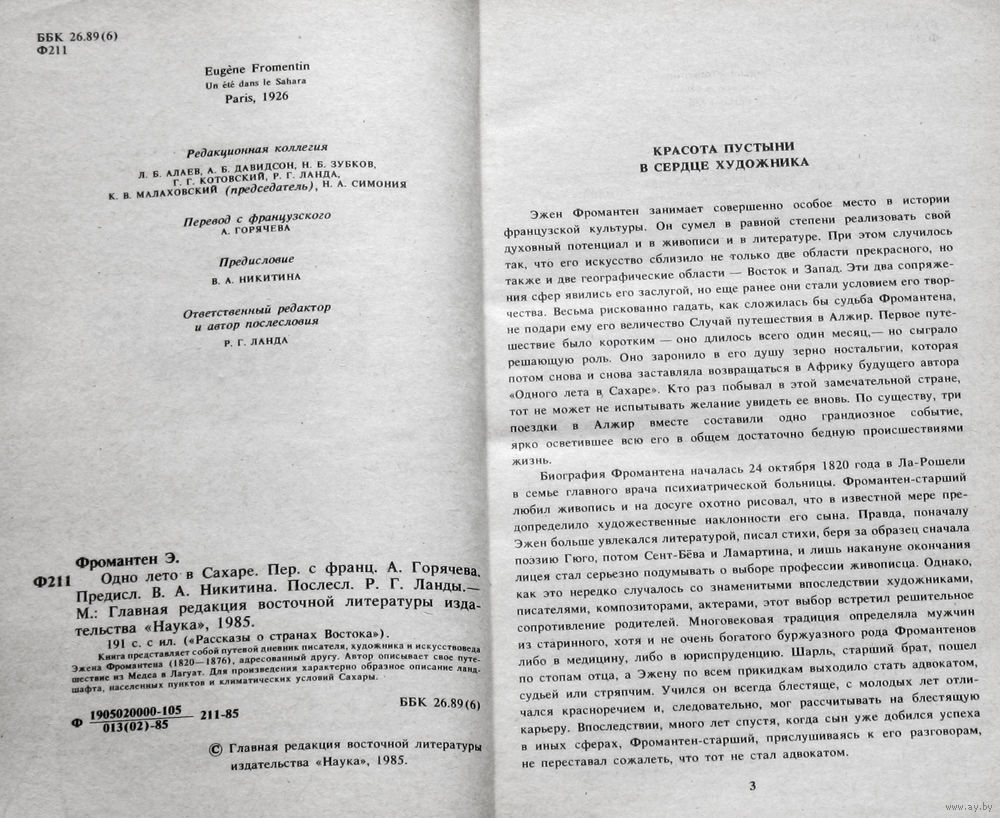 ББК 26.89(6)
Ф211
Eugène Fromentin
Un été dans le Sahara
Paris, 1926
Редакционная коллегия
Л. Б. АЛАЕВ, А. Б. ДАВИДСОН, Н. Б. ЗУБКОВ,
Г. Г. КОТОВСКИЙ, Р. Г. ЛАНДА,
К. В. МАЛАХОВСКИЙ (председатель), Н. А. СИМОНИЯ
Перевод с французского
А. ГОРЯЧЕВА
Предисловие
В. А. НИКИТИНА
Ответственный редактор
и автор послесловия
Р. Г. ЛАНДА
Фромантен Э.
Ф211 Одно лето в Сахаре. Пер. с франц. А. Горячева.
Предисл. В. А. Никитина. Послесл. Р. Г. Ланды.—
М.: Главная редакция восточной литературы изда-
тельства «Наука», 1985.
191 с. с ил. («Рассказы о странах Востока»).
Книга представляет собой путевой дневник писателя, художника и искусствоведа
Эжена Фромантена (1820—1876), адресованный другу. Автор описывает свое путе-
шествие из Медеа в Лагуат. Для произведения характерно образное описание ланд-
шафта, населенных пунктов и климатических условий Сахары.
Ф 1905020000-105 211-85
013(02)-85
ББК 26.89(6)
© Главная редакция восточной литературы
издательства «Наука», 1985.
КРАСОТА ПУСТЫНИ
В СЕРДЦЕ ХУДОЖНИКА
Эжен Фромантен занимает совершенно особое место в истории
французской культуры. Он сумел в равной степени реализовать свой
духовный потенциал и в живописи и в литературе. При этом случилось
так, что его искусство сблизило не только две области прекрасного, но
также и две географические области — Восток и Запад. Эти два сопряже-
ния сфер явились его заслугой, но еще ранее они стали условием его твор-
чества. Весьма рискованно гадать, как сложилась бы судьба Фромантена,
не подари ему его величество Случай путешествия в Алжир. Первое путе-
шествие было коротким — оно длилось всего один месяц,— но сыграло
решающую роль. Оно заронило в его душу зерно ностальгии, которая
потом снова и снова заставляла возвращаться в Африку будущего автора
«Одного лета в Сахаре». Кто раз побывал в этой замечательной стране,
тот не может не испытывать желание увидеть ее вновь. По существу, три
поездки в Алжир вместе составили одно грандиозное событие,
ярко осветившее всю его в общем достаточно бедную происшествиями
жизнь.
Биография Фромантена началась 24 октября 1820 года в Ла-Рошели
в семье главного врача психиатрической больницы. Фромантен-старший
любил живопись и на досуге охотно рисовал, что в известной мере пре-
допределило художественные наклонности его сына. Правда, поначалу
Эжен больше увлекался литературой, писал стихи, беря за образец сначала
поэзию Гюго, потом Сент-Бёва и Ламартина, и лишь накануне окончания
лицея стал серьезно подумывать о выборе профессии живописца. Однако,
как это нередко случалось со знаменитыми впоследствии художниками,
писателями, композиторами, актерами, этот выбор встретил решительное
сопротивление родителей. Многовековая традиция определяла мужчин
из старинного, хотя и не очень богатого буржуазного рода Фромантенов
либо в медицину, либо в юриспруденцию. Шарль, старший брат, пошел
по стопам отца, а Эжену по всем прикидкам выходило стать адвокатом,
судьей или стряпчим. Учился он всегда блестяще, с молодых лет отли-
чался красноречием и, следовательно, мог рассчитывать на блестящую
карьеру. Впоследствии, много лет спустя, когда сын уже добился успеха
в иных сферах, Фромантен-старший, прислушиваясь к его разговорам,
не переставал сожалеть, что тот не стал адвокатом.
3
www.ay.by